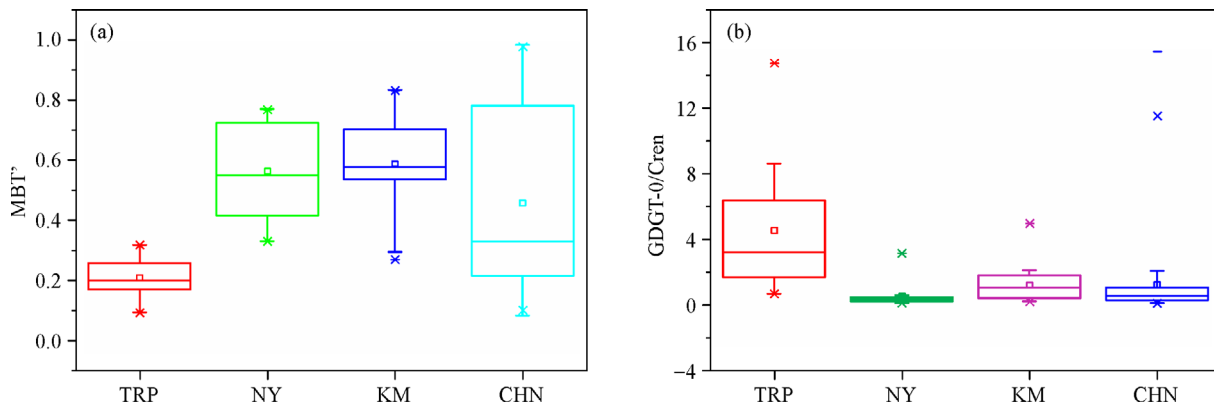 (a)
1.0
0.8
0.6
0.4
0.2
0.0
MBT’
TRP NY KM CHN
(b)
16
12
8
4
0
−4
GDGT-0/Cren
TRP NY KM CHN